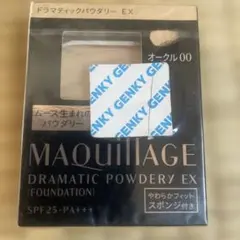 ドラマティックパウダリー EX
オークル00
GENKY GENKY GENKY
ムース生まれの
パウダリー
MAQuillAGE
DRAMATIC POWDERY EX
(FOUNDATION)
SPF25・PA+++
やわらかフィット
スポンジ付き